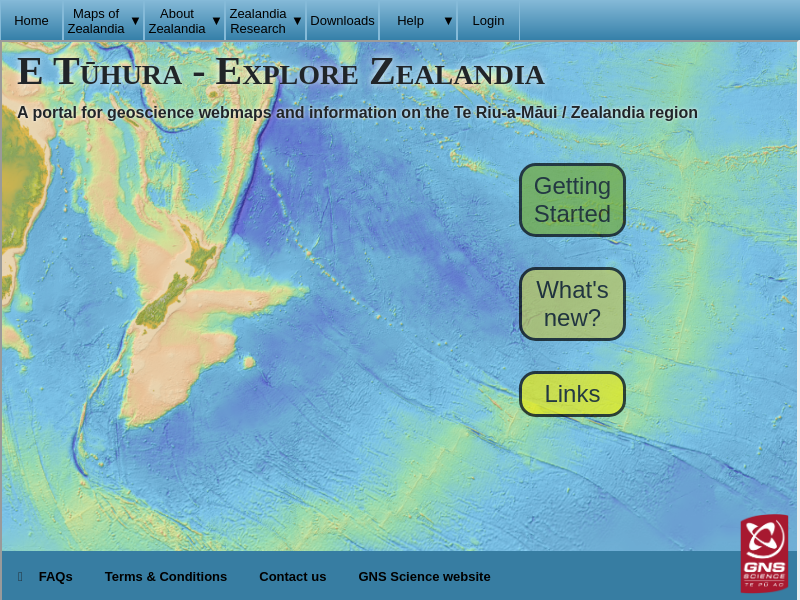 Home
Maps of
Zealandia ▼
About
Zealandia ▼
Zealandia
Research ▼
Downloads
Help ▼
Login
E Tūhura - Explore Zealandia
A portal for geoscience webmaps and information on the Te Riu-a-Māui / Zealandia region
Getting
Started
What's
new?
Links
FAQs
Terms & Conditions
Contact us
GNS Science website
GNS
SCIENCE
TE PŪ AO